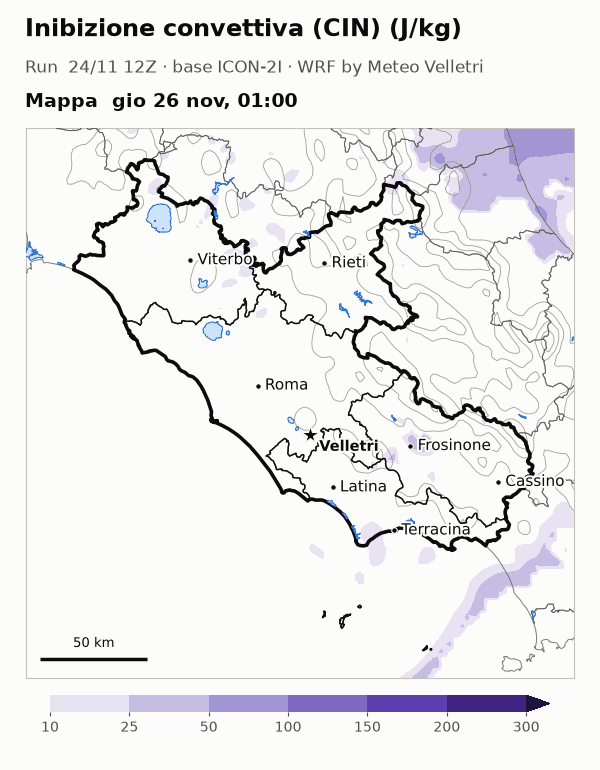 Inibizione convettiva (CIN) (J/kg)
Run  24/11 12Z · base ICON-2I · WRF by Meteo Velletri
Mappa  gio 26 nov, 01:00
Viterbo
Rieti
Roma
Velletri
Frosinone
Latina
Cassino
Terracina
50 km
10 25 50 100 150 200 300